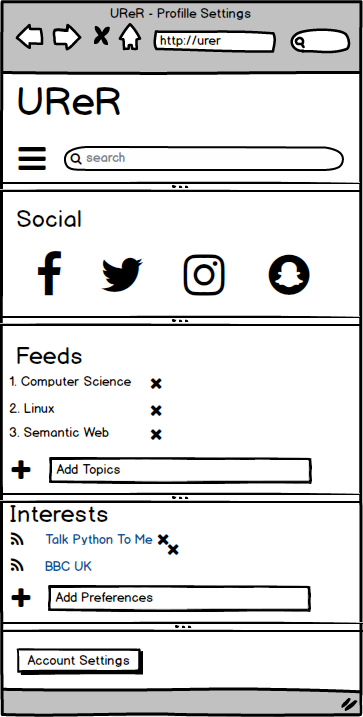 UReR - Profille Settings
http://urer
UReR
search
Social
Feeds
1. Computer Science
2. Linux
3. Semantic Web
Add Topics
Interests
Talk Python To Me
BBC UK
Add Preferences
Account Settings